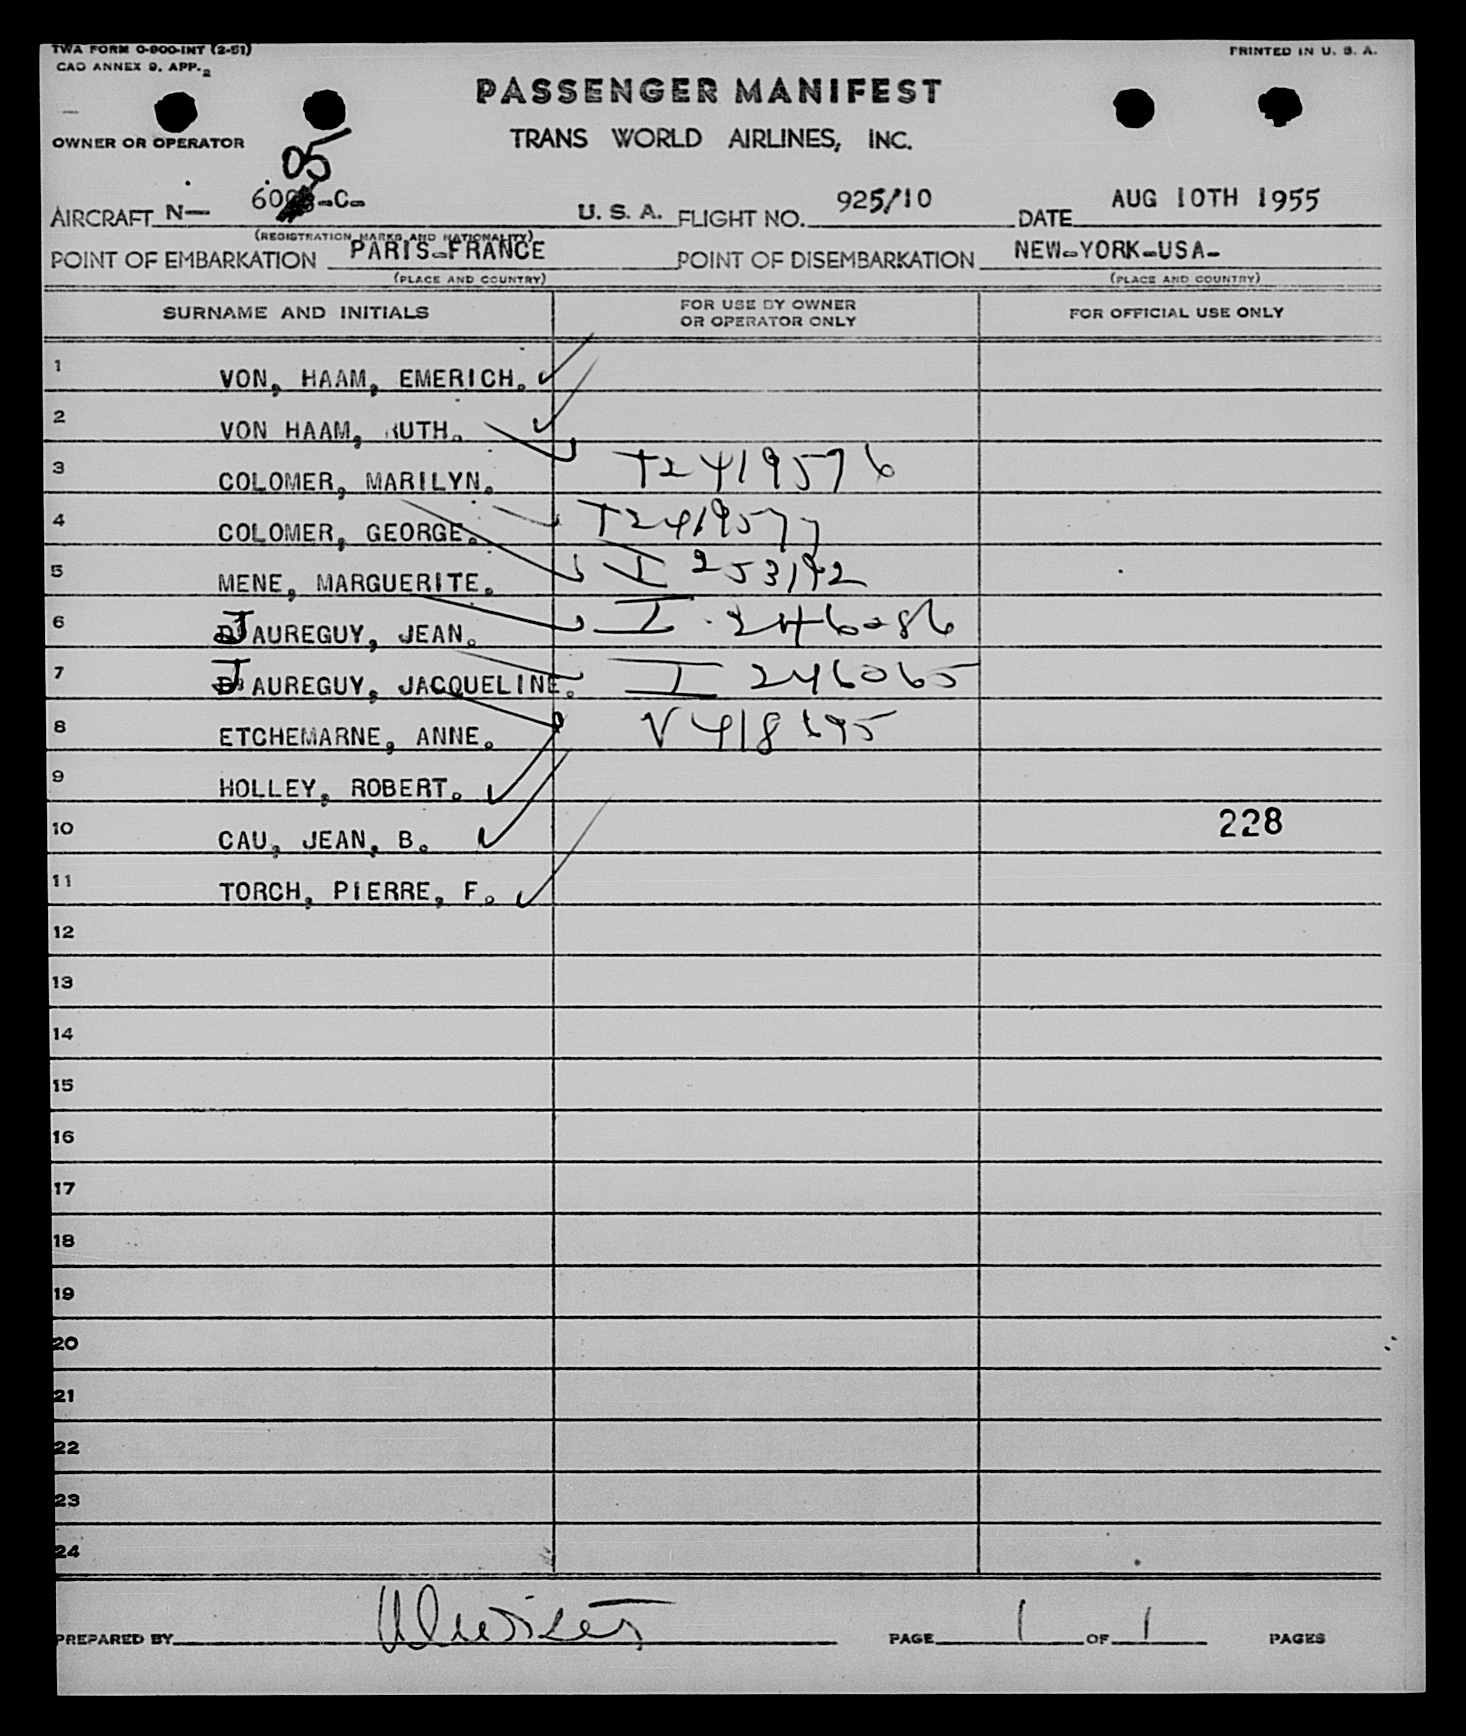 TWA FORM O-800-INT (2-51)
CAO ANNEX 9, APP. 2
PRINTED IN U. S. A.
PASSENGER MANIFEST
OWNER OR OPERATOR
TRANS WORLD AIRLINES, INC.
05
AIRCRAFT N— 600 -C- U. S. A. FLIGHT NO. 925/10 DATE AUG 10TH 1955
(REGISTRATION MARKS AND NATIONALITY)
POINT OF EMBARKATION PARIS-FRANCE POINT OF DISEMBARKATION NEW-YORK-USA-
(PLACE AND COUNTRY) (PLACE AND COUNTRY)
SURNAME AND INITIALS FOR USE BY OWNER OR OPERATOR ONLY FOR OFFICIAL USE ONLY
1 VON, HAAM, EMERICH.
2 VON HAAM, RUTH.
3 COLOMER, MARILYN. T2419576
4 COLOMER, GEORGE. T2419577
5 MENE, MARGUERITE. I 253192
6 JAUREGUY, JEAN. I 246086
7 JAUREGUY, JACQUELINE. I 246065
8 ETCHEMARNE, ANNE. V418695
9 HOLLEY, ROBERT.
10 CAU, JEAN, B. 228
11 TORCH, PIERRE, F.
12
13
14
15
16
17
18
19
20
21
22
23
24
PREPARED BY PAGE 1 OF 1 PAGES